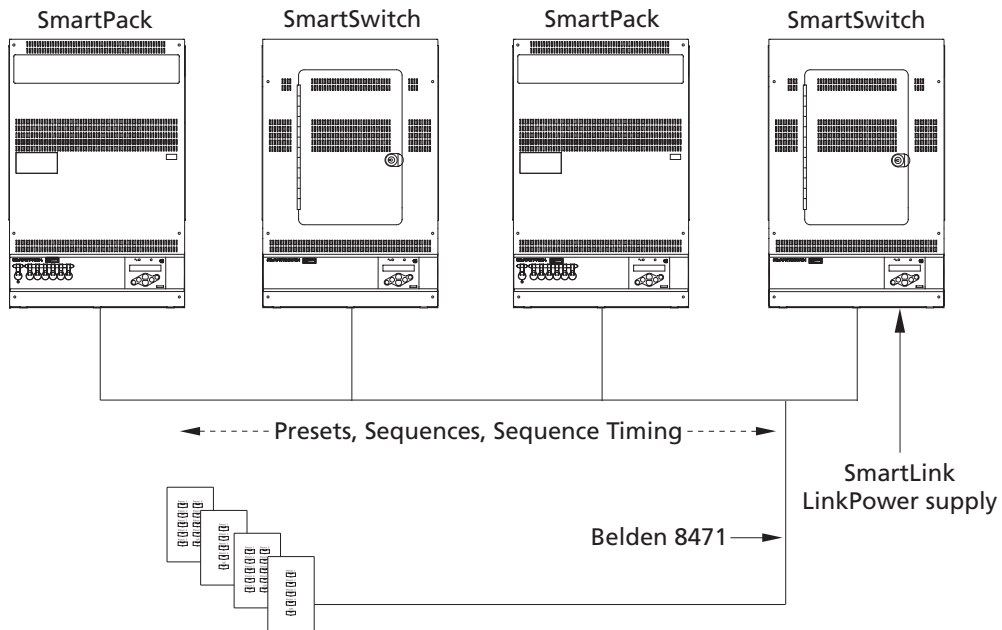 SmartPack
SmartSwitch
SmartPack
SmartSwitch
Presets, Sequences, Sequence Timing
SmartLink
LinkPower supply
Belden 8471